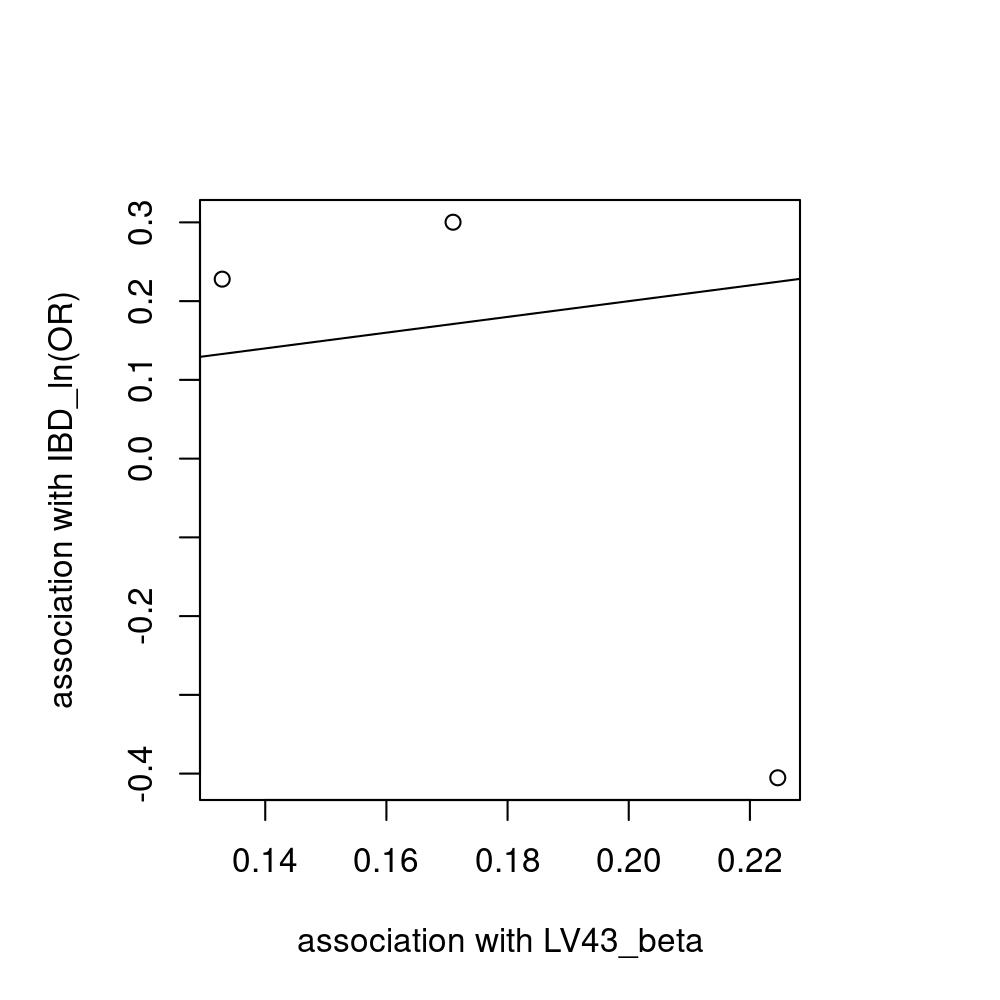 association with IBD_ln(OR)
0.3
0.2
0.1
0.0
-0.2
-0.4
0.14 0.16 0.18 0.20 0.22
association with LV43_beta